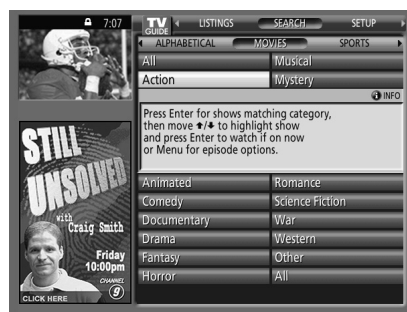 7:07
TV GUIDE LISTINGS SEARCH SETUP
ALPHABETICAL MOVIES SPORTS
All Musical
Action Mystery
INFO
Press Enter for shows matching category,
then move ↑/↓ to highlight show
and press Enter to watch if on now
or Menu for episode options.
Animated Romance
Comedy Science Fiction
Documentary War
Drama Western
Fantasy Other
Horror All
STILL
UNSOLVED
with
Craig Smith
Friday
10:00pm
CHANNEL
9
CLICK HERE